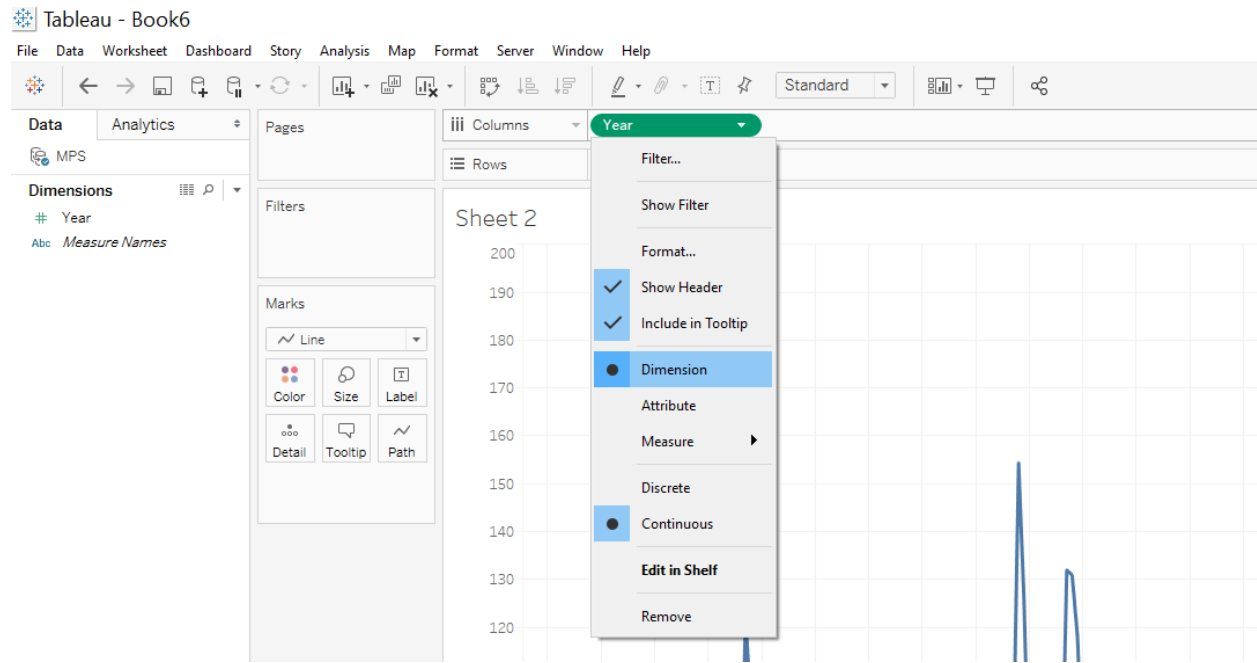 Tableau - Book6
File Data Worksheet Dashboard Story Analysis Map Format Server Window Help
Standard
Data Analytics
Pages
Columns
Year
MPS
Rows
Dimensions
Year
Abc Measure Names
Filters
Marks
Line
Color Size Label
T
Detail Tooltip Path
Sheet 2
200
190
180
170
160
150
140
130
120
Filter...
Show Filter
Format...
Show Header
Include in Tooltip
Dimension
Attribute
Measure
Discrete
Continuous
Edit in Shelf
Remove